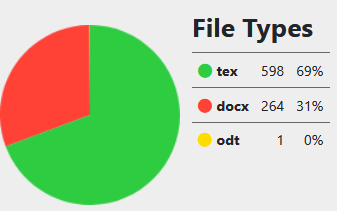 File Types
tex 598 69%
docx 264 31%
odt 1 0%